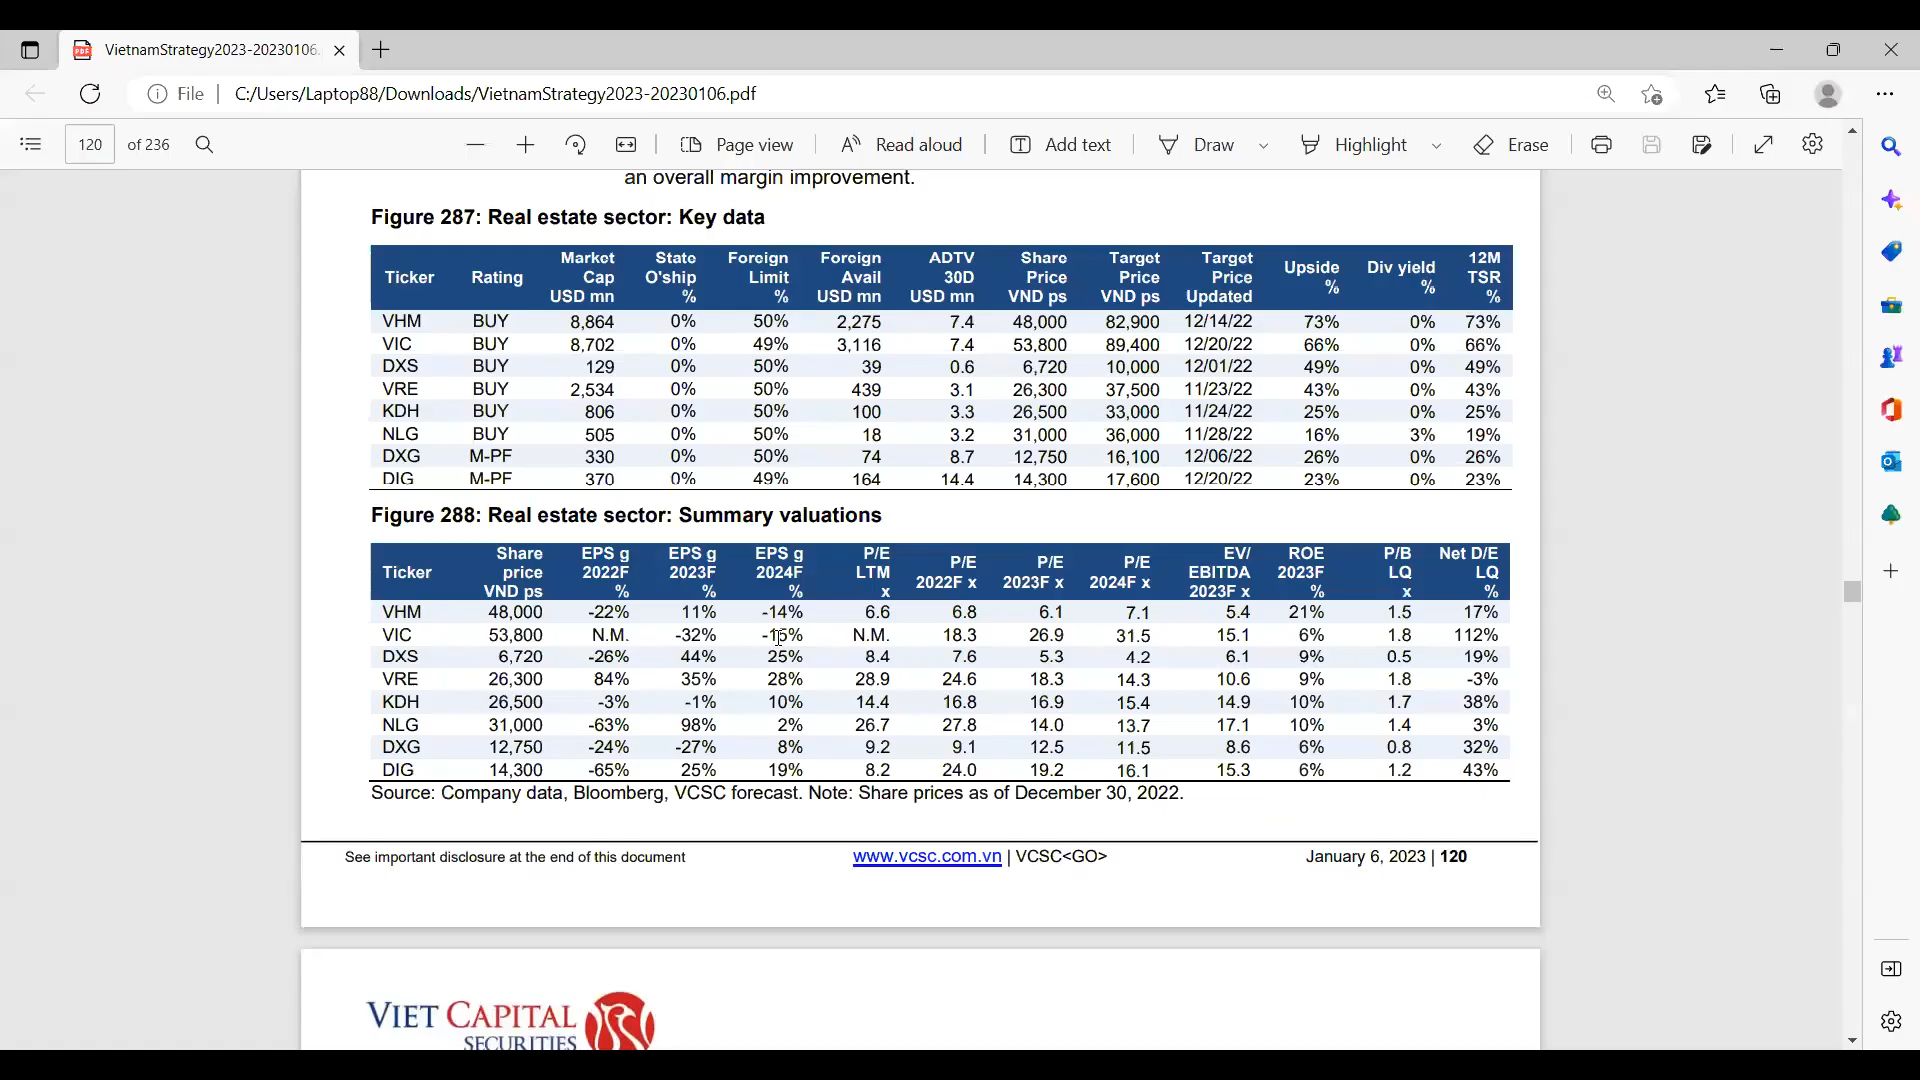 VietnamStrategy2023-20230106.
File C:/Users/Laptop88/Downloads/VietnamStrategy2023-20230106.pdf
120 of 236 Page view Read aloud Add text Draw Highlight Erase
an overall margin improvement.
Figure 287: Real estate sector: Key data
Ticker Rating Market Cap USD mn State O'ship % Foreign Limit % Foreign Avail USD mn ADTV 30D USD mn Share Price VND ps Target Price VND ps Target Price Updated Upside % Div yield % 12M TSR %
VHM BUY 8,864 0% 50% 2,275 7.4 48,000 82,900 12/14/22 73% 0% 73%
VIC BUY 8,702 0% 49% 3,116 7.4 53,800 89,400 12/20/22 66% 0% 66%
DXS BUY 129 0% 50% 39 0.6 6,720 10,000 12/01/22 49% 0% 49%
VRE BUY 2,534 0% 50% 439 3.1 26,300 37,500 11/23/22 43% 0% 43%
KDH BUY 806 0% 50% 100 3.3 26,500 33,000 11/24/22 25% 0% 25%
NLG BUY 505 0% 50% 18 3.2 31,000 36,000 11/28/22 16% 3% 19%
DXG M-PF 330 0% 50% 74 8.7 12,750 16,100 12/06/22 26% 0% 26%
DIG M-PF 370 0% 49% 164 14.4 14,300 17,600 12/20/22 23% 0% 23%
Figure 288: Real estate sector: Summary valuations
Ticker Share price VND ps EPS g 2022F % EPS g 2023F % EPS g 2024F % P/E LTM x P/E 2022F x P/E 2023F x P/E 2024F x EV/ EBITDA 2023F x ROE 2023F % P/B LQ x Net D/E LQ %
VHM 48,000 -22% 11% -14% 6.6 6.8 6.1 7.1 5.4 21% 1.5 17%
VIC 53,800 N.M. -32% -15% N.M. 18.3 26.9 31.5 15.1 6% 1.8 112%
DXS 6,720 -26% 44% 25% 8.4 7.6 5.3 4.2 6.1 9% 0.5 19%
VRE 26,300 84% 35% 28% 28.9 24.6 18.3 14.3 10.6 9% 1.8 -3%
KDH 26,500 -3% -1% 10% 14.4 16.8 16.9 15.4 14.9 10% 1.7 38%
NLG 31,000 -63% 98% 2% 26.7 27.8 14.0 13.7 17.1 10% 1.4 3%
DXG 12,750 -24% -27% 8% 9.2 9.1 12.5 11.5 8.6 6% 0.8 32%
DIG 14,300 -65% 25% 19% 8.2 24.0 19.2 16.1 15.3 6% 1.2 43%
Source: Company data, Bloomberg, VCSC forecast. Note: Share prices as of December 30, 2022.
See important disclosure at the end of this document www.vcsc.com.vn | VCSC<GO> January 6, 2023 | 120
VIET CAPITAL
SECURITIES